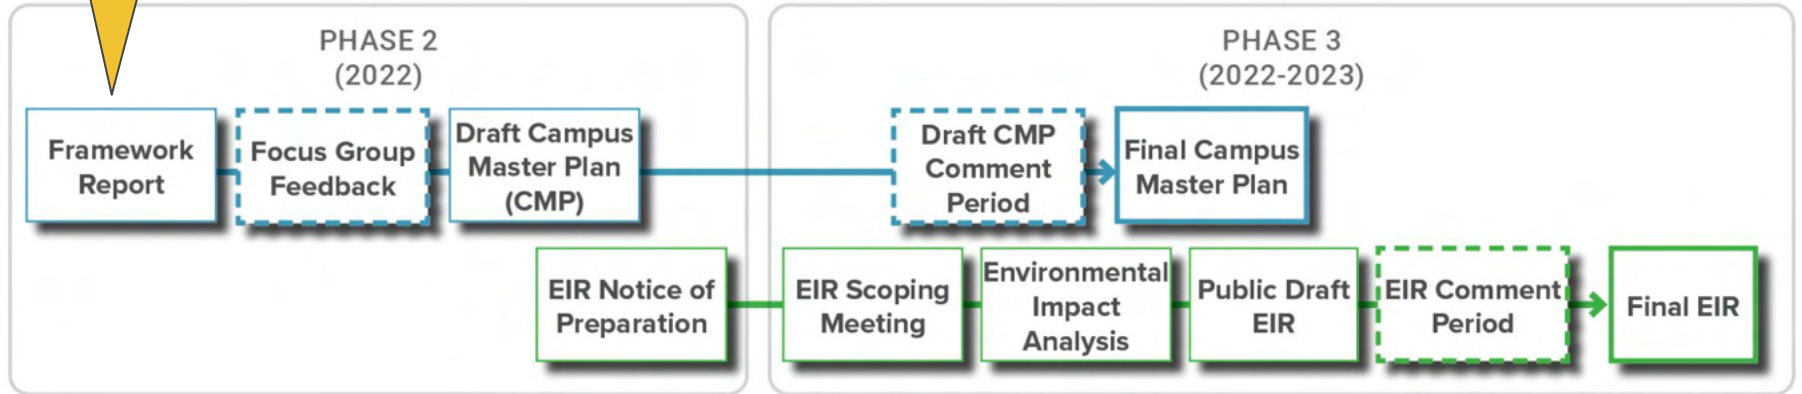 PHASE 2
(2022)
Framework
Report
Focus Group
Feedback
Draft Campus
Master Plan
(CMP)
EIR Notice of
Preparation
PHASE 3
(2022-2023)
Draft CMP
Comment
Period
Final Campus
Master Plan
EIR Scoping
Meeting
Environmental
Impact
Analysis
Public Draft
EIR
EIR Comment
Period
Final EIR